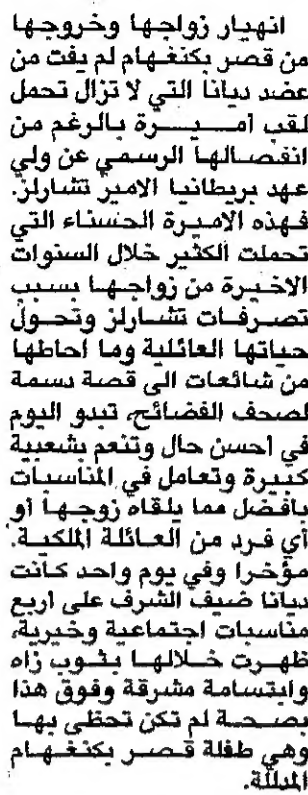 انهيار زواجها وخروجها
من قصر بكنغهام لم يفت من
عضد ديانا التي لا تزال تحمل
لقب اميرة بالرغم من
انفصالها الرسمي عن ولي
عهد بريطانيا الامير تشارلز.
فهذه الاميرة الحسناء التي
تحملت الكثير خلال السنوات
الاخيرة من زواجها بسبب
تصرفات تشارلز وتحول
حياتها العائلية وما احاطها
من شائعات الى قصة دسمة
لصحف الفضائح، تبدو اليوم
في احسن حال وتنعم بشعبية
كبيرة وتعامل في المناسبات
بافضل مما يلقاه زوجها أو
أي فرد من العائلة الملكية.
مؤخرا وفي يوم واحد كانت
ديانا ضيف الشرف على اربع
مناسبات اجتماعية وخيرية،
ظهرت خلالها بثوب زاه
وابتسامة مشرقة وفوق هذا
بصحة لم تكن تحظى بها
وهي طفلة قصر بكنغهام
المدللة.